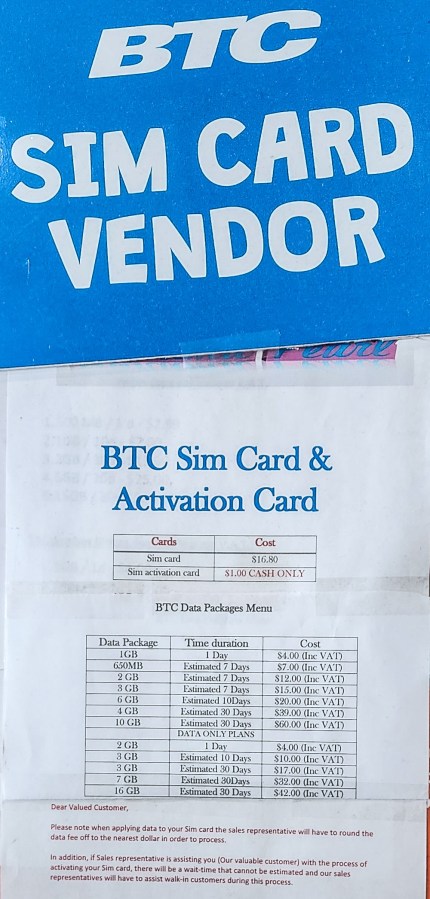 BTC
SIM CARD
VENDOR
BTC Sim Card &
Activation Card
Cards Cost
Sim card $16.80
Sim activation card $1.00 CASH ONLY
BTC Data Packages Menu
Data Package Time duration Cost
1GB 1 Day $4.00 (Inc VAT)
650MB Estimated 7 Days $7.00 (Inc VAT)
2 GB Estimated 7 Days $12.00 (Inc VAT)
3 GB Estimated 7 Days $15.00 (Inc VAT)
6 GB Estimated 10Days $20.00 (Inc VAT)
4 GB Estimated 30 Days $39.00 (Inc VAT)
10 GB Estimated 30 Days $60.00 (Inc VAT)
DATA ONLY PLANS
2 GB 1 Day $4.00 (Inc VAT)
3 GB Estimated 10 Days $10.00 (Inc VAT)
3 GB Estimated 30 Days $17.00 (Inc VAT)
7 GB Estimated 30Days $32.00 (Inc VAT)
16 GB Estimated 30 Days $42.00 (Inc VAT)
Dear Valued Customer,
Please note when applying data to your Sim card the sales representative will have to round the
data fee off to the nearest dollar in order to process.
In addition, if Sales representative is assisting you (Our valuable customer) with the process of
activating your Sim card, there will be a wait-time that cannot be estimated and our sales
representatives will have to assist walk-in customers during this process.